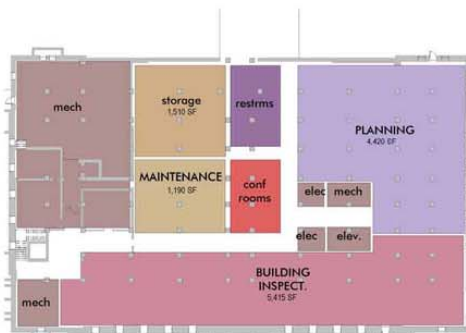 mech
storage
1,510 SF
restrms
PLANNING
4,420 SF
MAINTENANCE
1,190 SF
conf
rooms
elec
mech
elec
elev.
BUILDING
INSPECT.
5,415 SF
mech